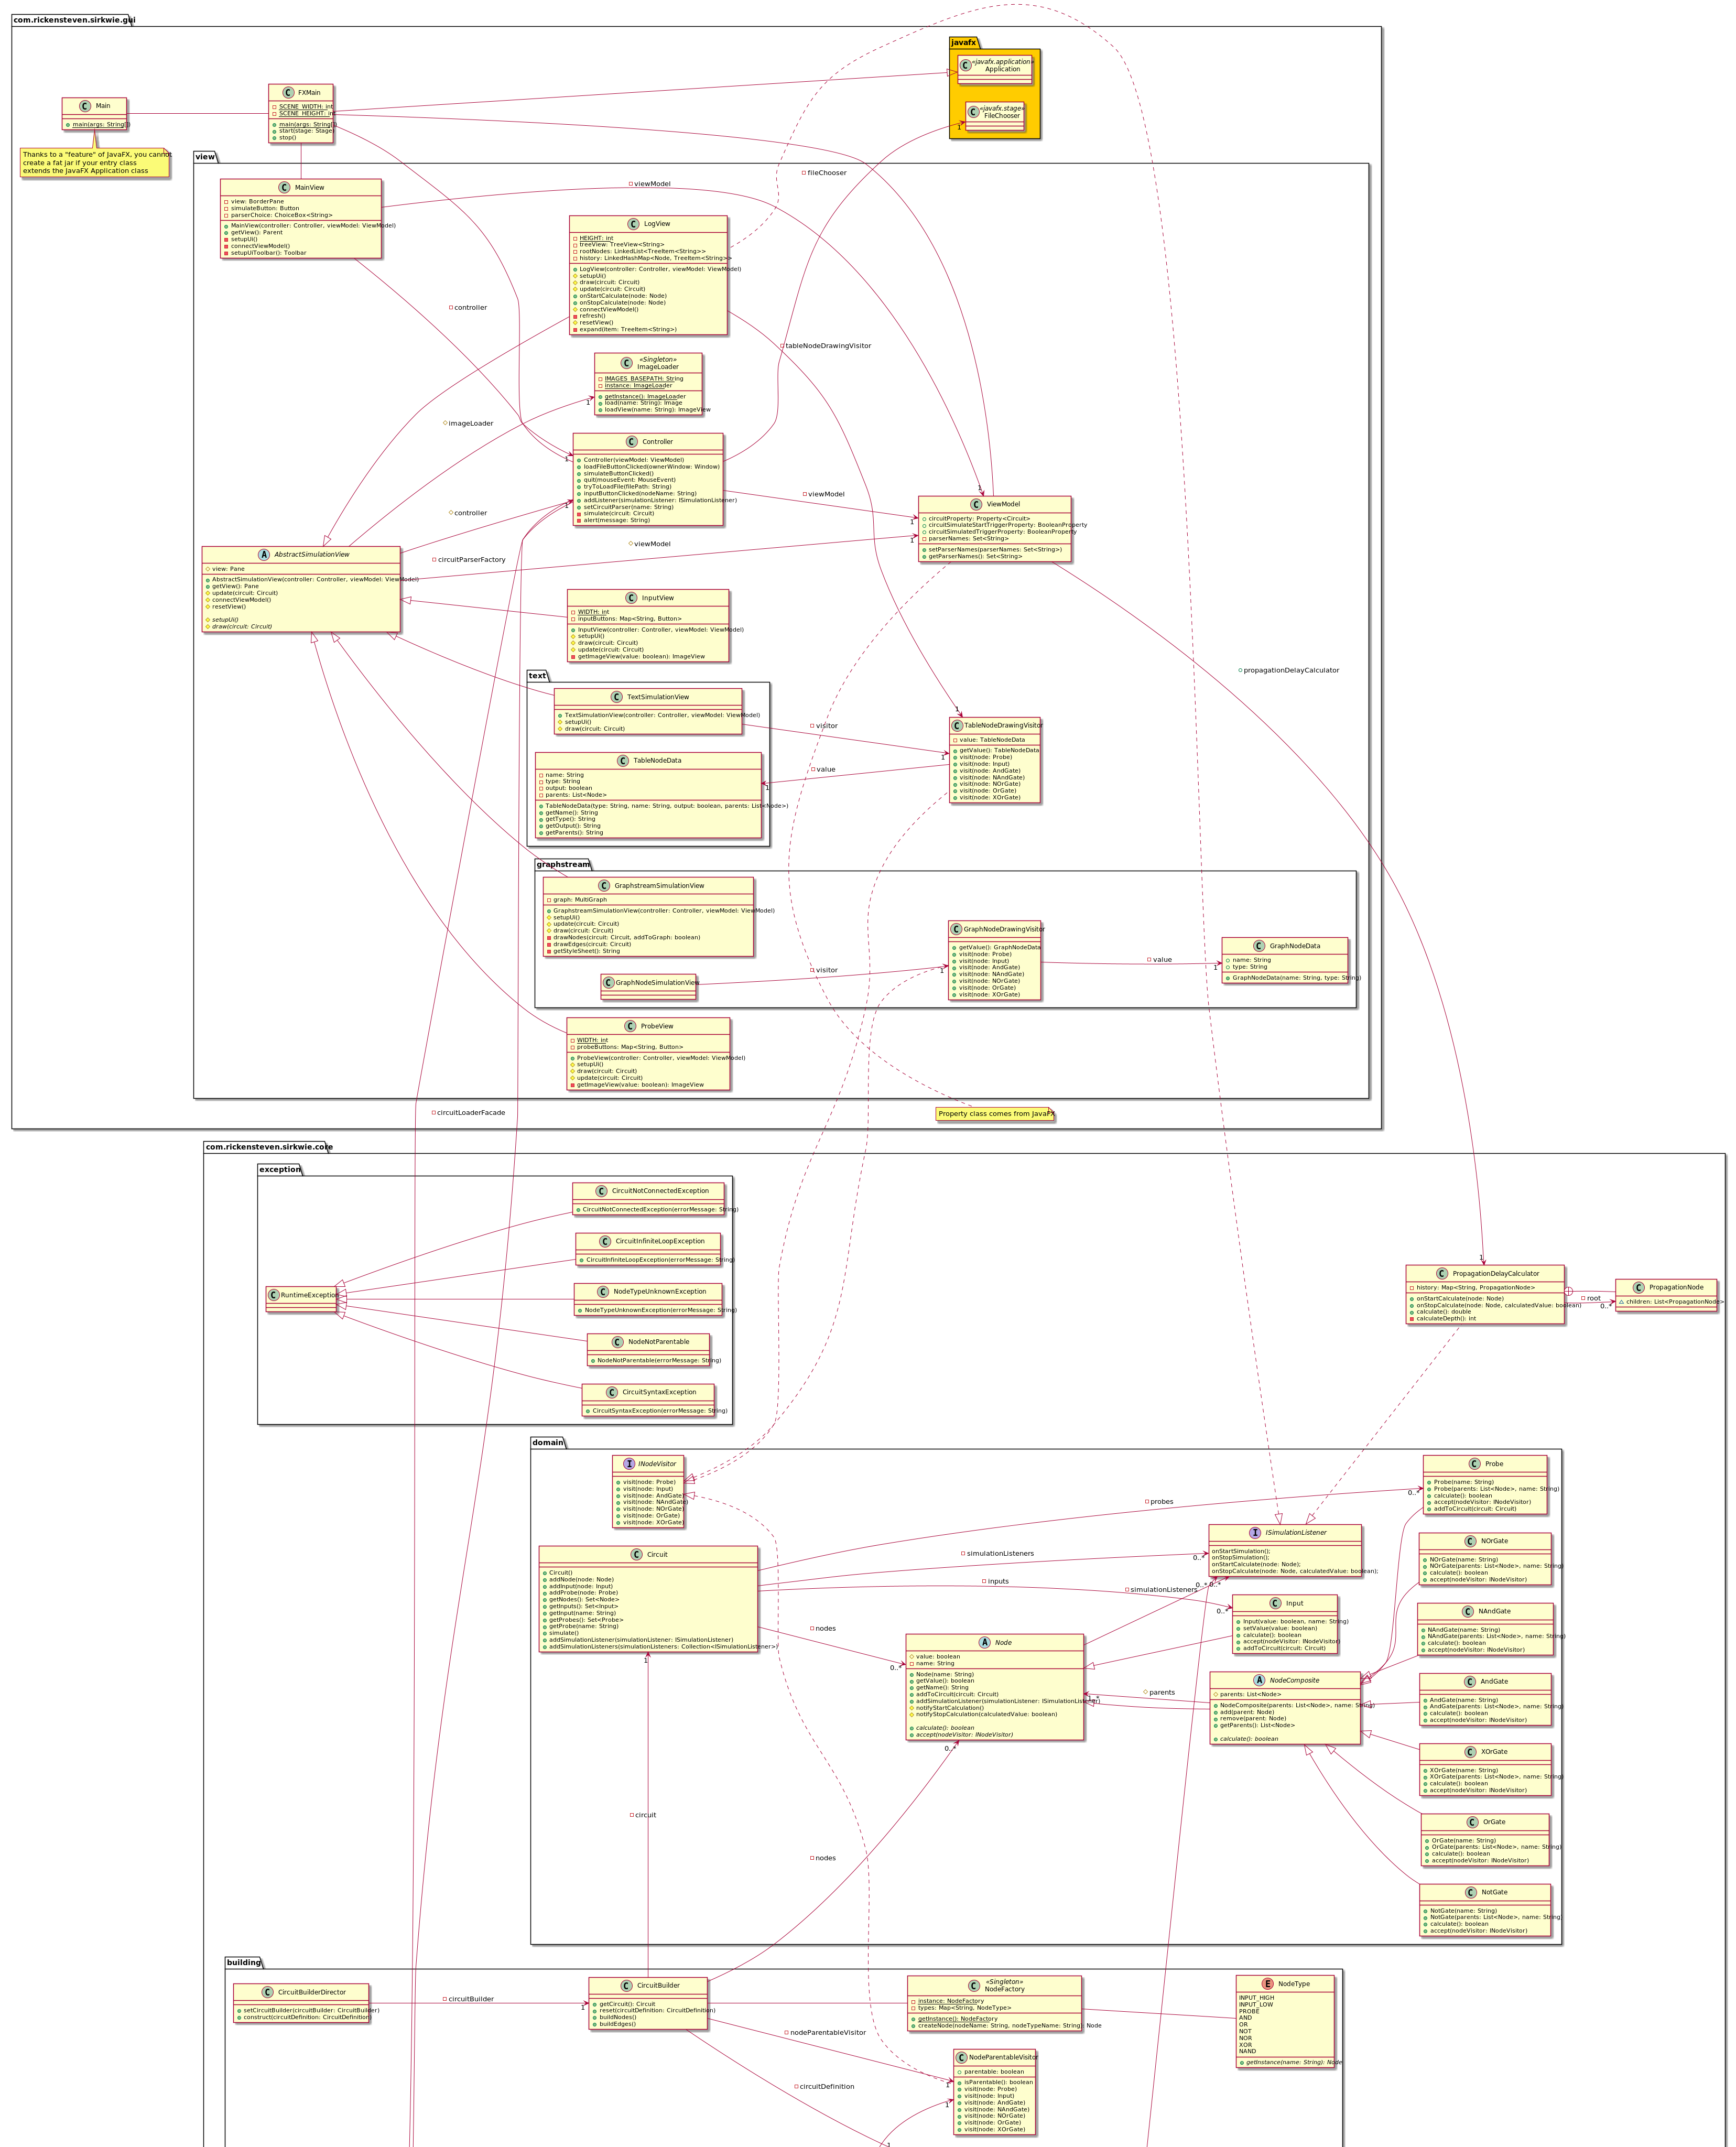 com.rickensteven.sirkwie.gui
javafx
«javafx.application»
Application
«javafx.stage»
FileChooser
1
Main
main(args: String[])
Thanks to a "feature" of JavaFX, you cannot
create a fat jar if your entry class
extends the JavaFX Application class
FXMain
SCENE_WIDTH: int
SCENE_HEIGHT: int
main(args: String[])
start(stage: Stage)
stop()
view
MainView
view: BorderPane
simulateButton: Button
parserChoice: ChoiceBox<String>
MainView(controller: Controller, viewModel: ViewModel)
getView(): Parent
setupUi()
connectViewModel()
setupUiToolbar(): Toolbar
viewModel
fileChooser
controller
LogView
HEIGHT: int
treeView: TreeView<String>
rootNodes: LinkedList<TreeItem<String>>
history: LinkedHashMap<Node, TreeItem<String>>
LogView(controller: Controller, viewModel: ViewModel)
setupUi()
draw(circuit: Circuit)
update(circuit: Circuit)
onStartCalculate(node: Node)
onStopCalculate(node: Node)
connectViewModel()
refresh()
resetView()
expand(item: TreeItem<String>)
tableNodeDrawingVisitor
«Singleton»
ImageLoader
IMAGES_BASEPATH: String
instance: ImageLoader
getInstance(): ImageLoader
load(name: String): Image
loadView(name: String): ImageView
1
imageLoader
Controller
Controller(viewModel: ViewModel)
loadFileButtonClicked(ownerWindow: Window)
simulateButtonClicked()
quit(mouseEvent: MouseEvent)
tryToLoadFile(filePath: String)
inputButtonClicked(nodeName: String)
addListener(simulationListener: ISimulationListener)
setCircuitParser(name: String)
simulate(circuit: Circuit)
alert(message: String)
1
1
viewModel
controller
viewModel
circuitParserFactory
ViewModel
circuitProperty: Property<Circuit>
circuitSimulateStartTriggerProperty: BooleanProperty
circuitSimulatedTriggerProperty: BooleanProperty
parserNames: Set<String>
setParserNames(parserNames: Set<String>)
getParserNames(): Set<String>
1
1
1
AbstractSimulationView
view: Pane
AbstractSimulationView(controller: Controller, viewModel: ViewModel)
getView(): Pane
update(circuit: Circuit)
connectViewModel()
resetView()
setupUi()
draw(circuit: Circuit)
InputView
WIDTH: int
inputButtons: Map<String, Button>
InputView(controller: Controller, viewModel: ViewModel)
setupUi()
draw(circuit: Circuit)
update(circuit: Circuit)
getImageView(value: boolean): ImageView
propagationDelayCalculator
text
TextSimulationView
TextSimulationView(controller: Controller, viewModel: ViewModel)
setupUi()
draw(circuit: Circuit)
visitor
TableNodeData
name: String
type: String
output: boolean
parents: List<Node>
TableNodeData(type: String, name: String, output: boolean, parents: List<Node>)
getName(): String
getType(): String
getOutput(): String
getParents(): String
value
1
TableNodeDrawingVisitor
value: TableNodeData
getValue(): TableNodeData
visit(node: Probe)
visit(node: Input)
visit(node: AndGate)
visit(node: NAndGate)
visit(node: NOrGate)
visit(node: OrGate)
visit(node: XOrGate)
1
1
graphstream
GraphstreamSimulationView
graph: MultiGraph
GraphstreamSimulationView(controller: Controller, viewModel: ViewModel)
setupUi()
update(circuit: Circuit)
draw(circuit: Circuit)
drawNodes(circuit: Circuit, addToGraph: boolean)
drawEdges(circuit: Circuit)
getStyleSheet(): String
GraphNodeSimulationView
visitor
1
GraphNodeDrawingVisitor
getValue(): GraphNodeData
visit(node: Probe)
visit(node: Input)
visit(node: AndGate)
visit(node: NAndGate)
visit(node: NOrGate)
visit(node: OrGate)
visit(node: XOrGate)
value
1
GraphNodeData
name: String
type: String
GraphNodeData(name: String, type: String)
ProbeView
WIDTH: int
probeButtons: Map<String, Button>
ProbeView(controller: Controller, viewModel: ViewModel)
setupUi()
draw(circuit: Circuit)
update(circuit: Circuit)
getImageView(value: boolean): ImageView
circuitLoaderFacade
Property class comes from JavaFX
com.rickensteven.sirkwie.core
exception
RuntimeException
CircuitNotConnectedException
CircuitNotConnectedException(errorMessage: String)
CircuitInfiniteLoopException
CircuitInfiniteLoopException(errorMessage: String)
NodeTypeUnknownException
NodeTypeUnknownException(errorMessage: String)
NodeNotParentable
NodeNotParentable(errorMessage: String)
CircuitSyntaxException
CircuitSyntaxException(errorMessage: String)
1
PropagationDelayCalculator
history: Map<String, PropagationNode>
onStartCalculate(node: Node)
onStopCalculate(node: Node, calculatedValue: boolean)
calculate(): double
calculateDepth(): int
root
0..*
PropagationNode
children: List<PropagationNode>
domain
INodeVisitor
visit(node: Probe)
visit(node: Input)
visit(node: AndGate)
visit(node: NAndGate)
visit(node: NOrGate)
visit(node: OrGate)
visit(node: XOrGate)
Circuit
Circuit()
addNode(node: Node)
addInput(node: Input)
addProbe(node: Probe)
getNodes(): Set<Node>
getInputs(): Set<Input>
getInput(name: String)
getProbes(): Set<Probe>
getProbe(name: String)
simulate()
addSimulationListener(simulationListener: ISimulationListener)
addSimulationListeners(simulationListeners: Collection<ISimulationListener>)
1
probes
0..*
simulationListeners
0..*
inputs
0..*
simulationListeners
0..* 0..*
nodes
0..*
ISimulationListener
onStartSimulation();
onStopSimulation();
onStartCalculate(node: Node);
onStopCalculate(node: Node, calculatedValue: boolean);
Input
Input(value: boolean, name: String)
setValue(value: boolean)
calculate(): boolean
accept(nodeVisitor: INodeVisitor)
addToCircuit(circuit: Circuit)
Node
value: boolean
name: String
Node(name: String)
getValue(): boolean
getName(): String
addToCircuit(circuit: Circuit)
addSimulationListener(simulationListener: ISimulationListener)
notifyStartCalculation()
notifyStopCalculation(calculatedValue: boolean)
calculate(): boolean
accept(nodeVisitor: INodeVisitor)
0..*
parents
NodeComposite
parents: List<Node>
NodeComposite(parents: List<Node>, name: String)
add(parent: Node)
remove(parent: Node)
getParents(): List<Node>
calculate(): boolean
Probe
Probe(name: String)
Probe(parents: List<Node>, name: String)
calculate(): boolean
accept(nodeVisitor: INodeVisitor)
addToCircuit(circuit: Circuit)
NOrGate
NOrGate(name: String)
NOrGate(parents: List<Node>, name: String)
calculate(): boolean
accept(nodeVisitor: INodeVisitor)
NAndGate
NAndGate(name: String)
NAndGate(parents: List<Node>, name: String)
calculate(): boolean
accept(nodeVisitor: INodeVisitor)
AndGate
AndGate(name: String)
AndGate(parents: List<Node>, name: String)
calculate(): boolean
accept(nodeVisitor: INodeVisitor)
XOrGate
XOrGate(name: String)
XOrGate(parents: List<Node>, name: String)
calculate(): boolean
accept(nodeVisitor: INodeVisitor)
OrGate
OrGate(name: String)
OrGate(parents: List<Node>, name: String)
calculate(): boolean
accept(nodeVisitor: INodeVisitor)
NotGate
NotGate(name: String)
NotGate(parents: List<Node>, name: String)
calculate(): boolean
accept(nodeVisitor: INodeVisitor)
circuit
nodes
building
CircuitBuilderDirector
setCircuitBuilder(circuitBuilder: CircuitBuilder)
construct(circuitDefinition: CircuitDefinition)
circuitBuilder
1
CircuitBuilder
getCircuit(): Circuit
reset(circuitDefinition: CircuitDefinition)
buildNodes()
buildEdges()
nodeParentableVisitor
circuitDefinition
«Singleton»
NodeFactory
instance: NodeFactory
types: Map<String, NodeType>
getInstance(): NodeFactory
createNode(nodeName: String, nodeTypeName: String): Node
NodeType
INPUT_HIGH
INPUT_LOW
PROBE
AND
OR
NOT
NOR
XOR
NAND
getInstance(name: String): Node
NodeParentableVisitor
parentable: boolean
isParentable(): boolean
visit(node: Probe)
visit(node: Input)
visit(node: AndGate)
visit(node: NAndGate)
visit(node: NOrGate)
visit(node: OrGate)
visit(node: XOrGate)
1
1
1